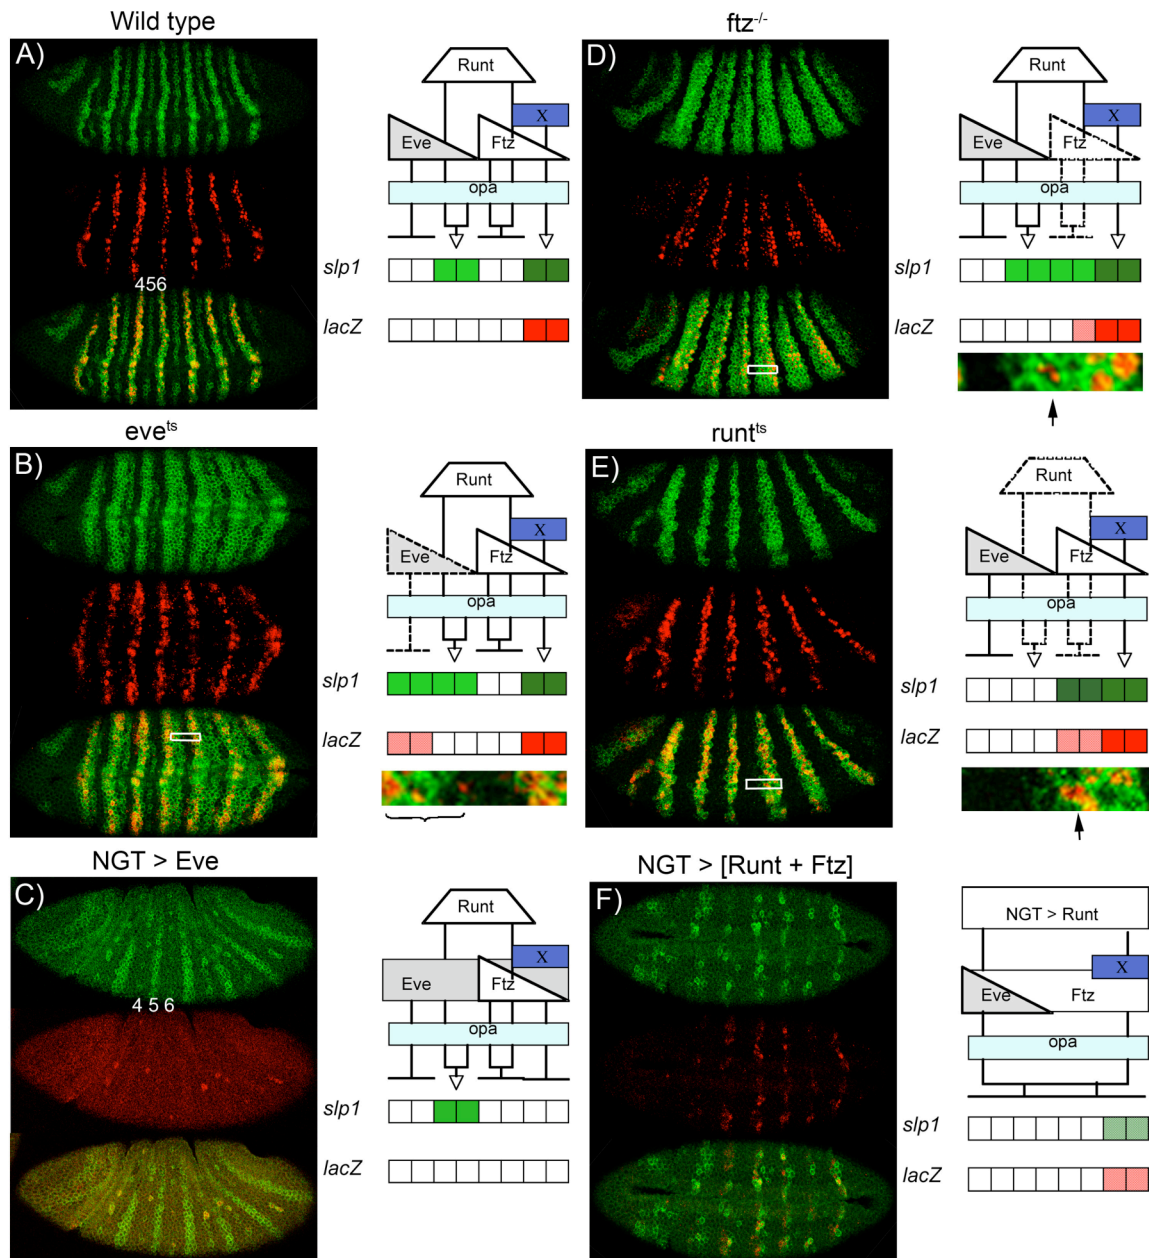 Wild type
A)
Runt
X
Eve
Ftz
opa
slp1
lacZ
456
ftz-/-
D)
Runt
X
Eve
Ftz
opa
slp1
lacZ
evets
B)
Runt
X
Eve
Ftz
opa
slp1
lacZ
runtts
E)
Runt
X
Eve
Ftz
opa
slp1
lacZ
NGT > Eve
C)
Runt
X
Eve
Ftz
opa
slp1
lacZ
4 5 6
NGT > [Runt + Ftz]
F)
NGT > Runt
X
Eve
Ftz
opa
slp1
lacZ